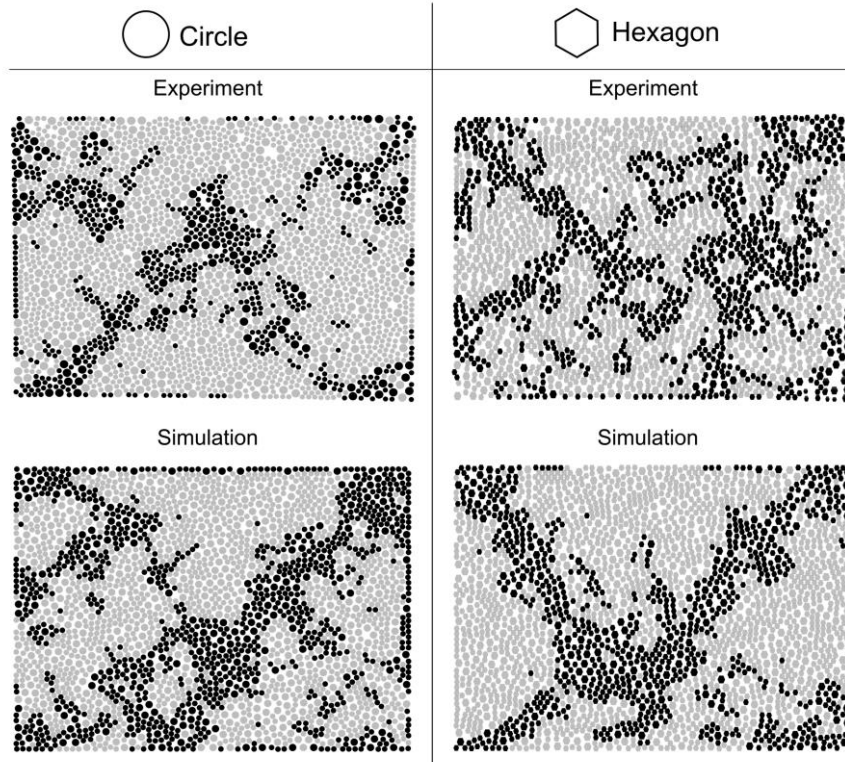 Circle
Hexagon
Experiment
Experiment
Simulation
Simulation